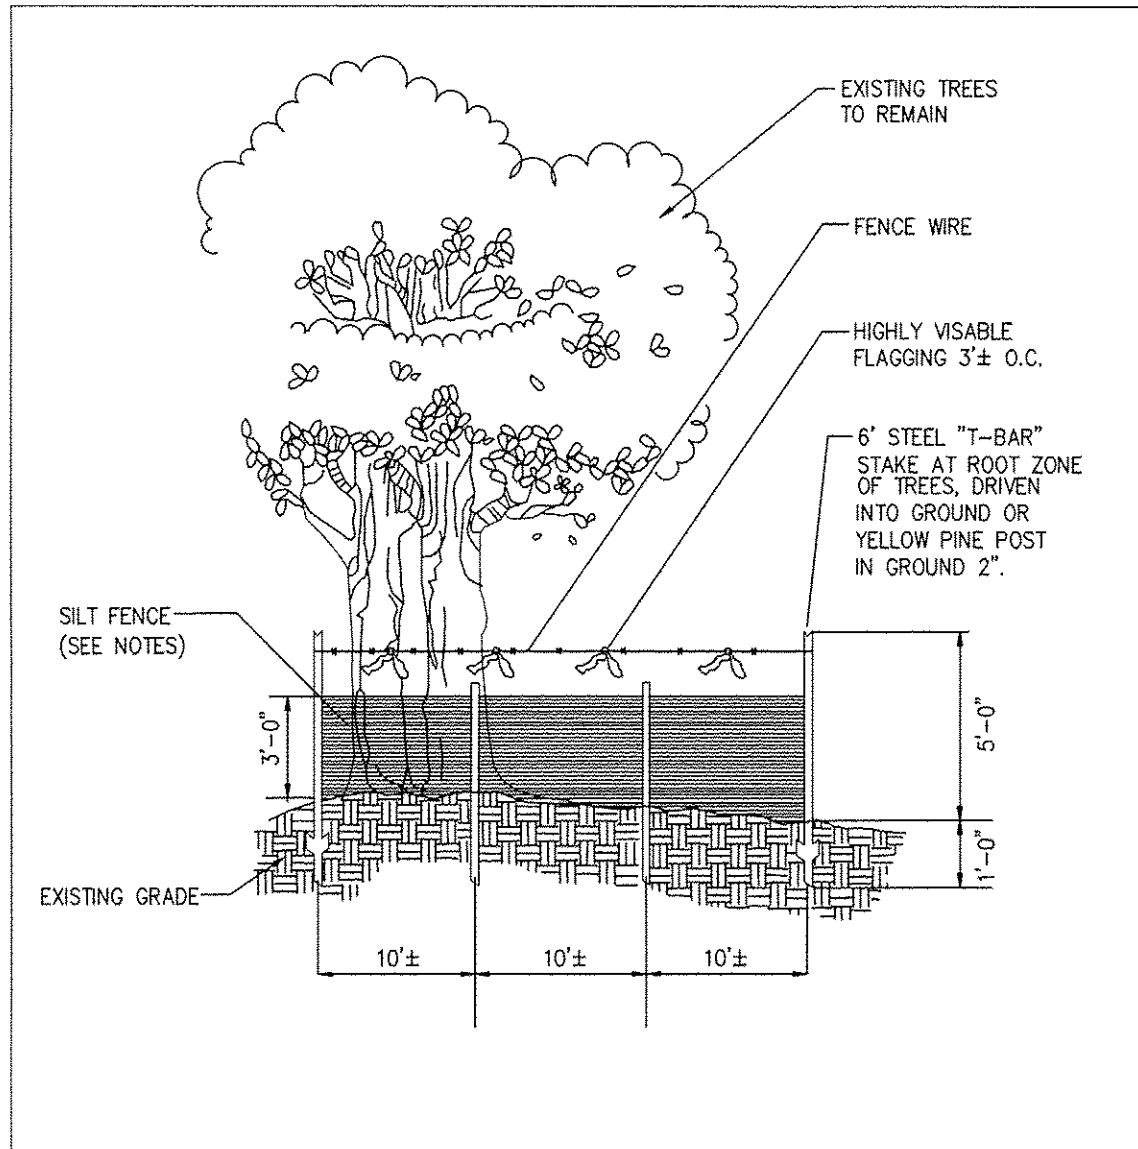 EXISTING TREES
TO REMAIN
FENCE WIRE
HIGHLY VISABLE
FLAGGING 3'± O.C.
6' STEEL "T-BAR"
STAKE AT ROOT ZONE
OF TREES, DRIVEN
INTO GROUND OR
YELLOW PINE POST
IN GROUND 2".
SILT FENCE
(SEE NOTES)
3'-0"
5'-0"
1'-0"
EXISTING GRADE
10'±
10'±
10'±